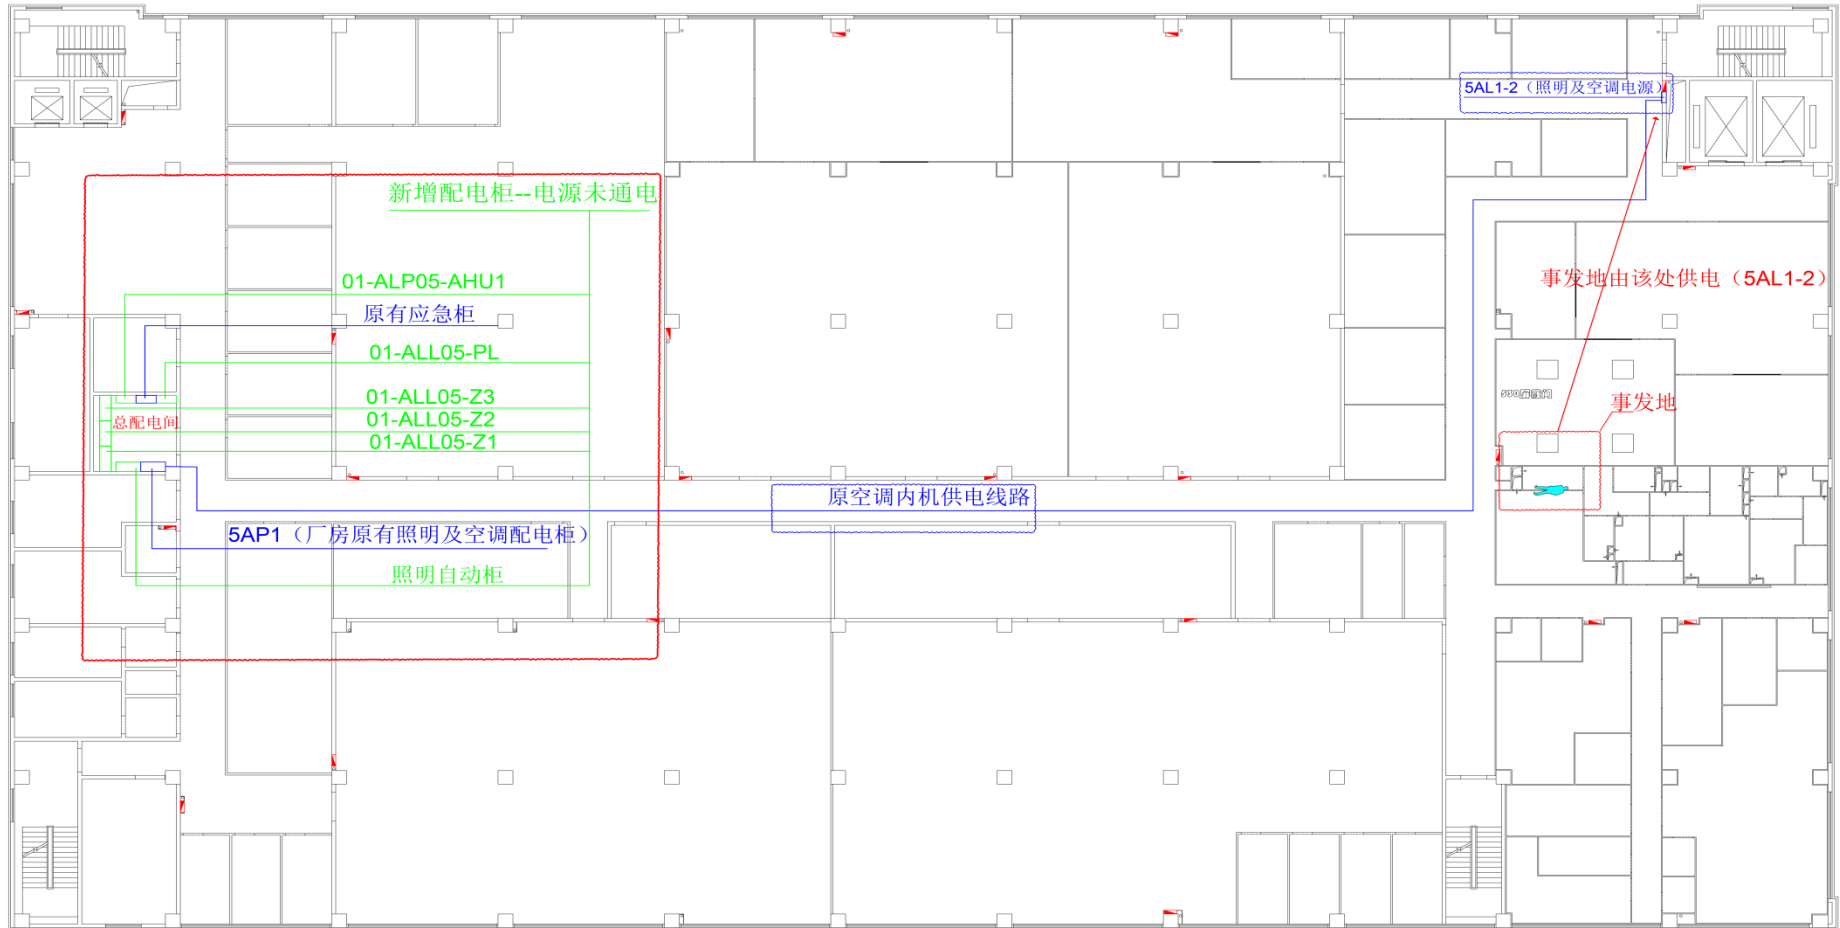 5AL1-2（照明及空调电源）
新增配电柜--电源未通电
01-ALP05-AHU1
事发地由该处供电（5AL1-2）
原有应急柜
01-ALL05-PL
01-ALL05-Z3
事发地
总配电间
01-ALL05-Z2
01-ALL05-Z1
原空调内机供电线路
5AP1（厂房原有照明及空调配电柜）
照明自动柜